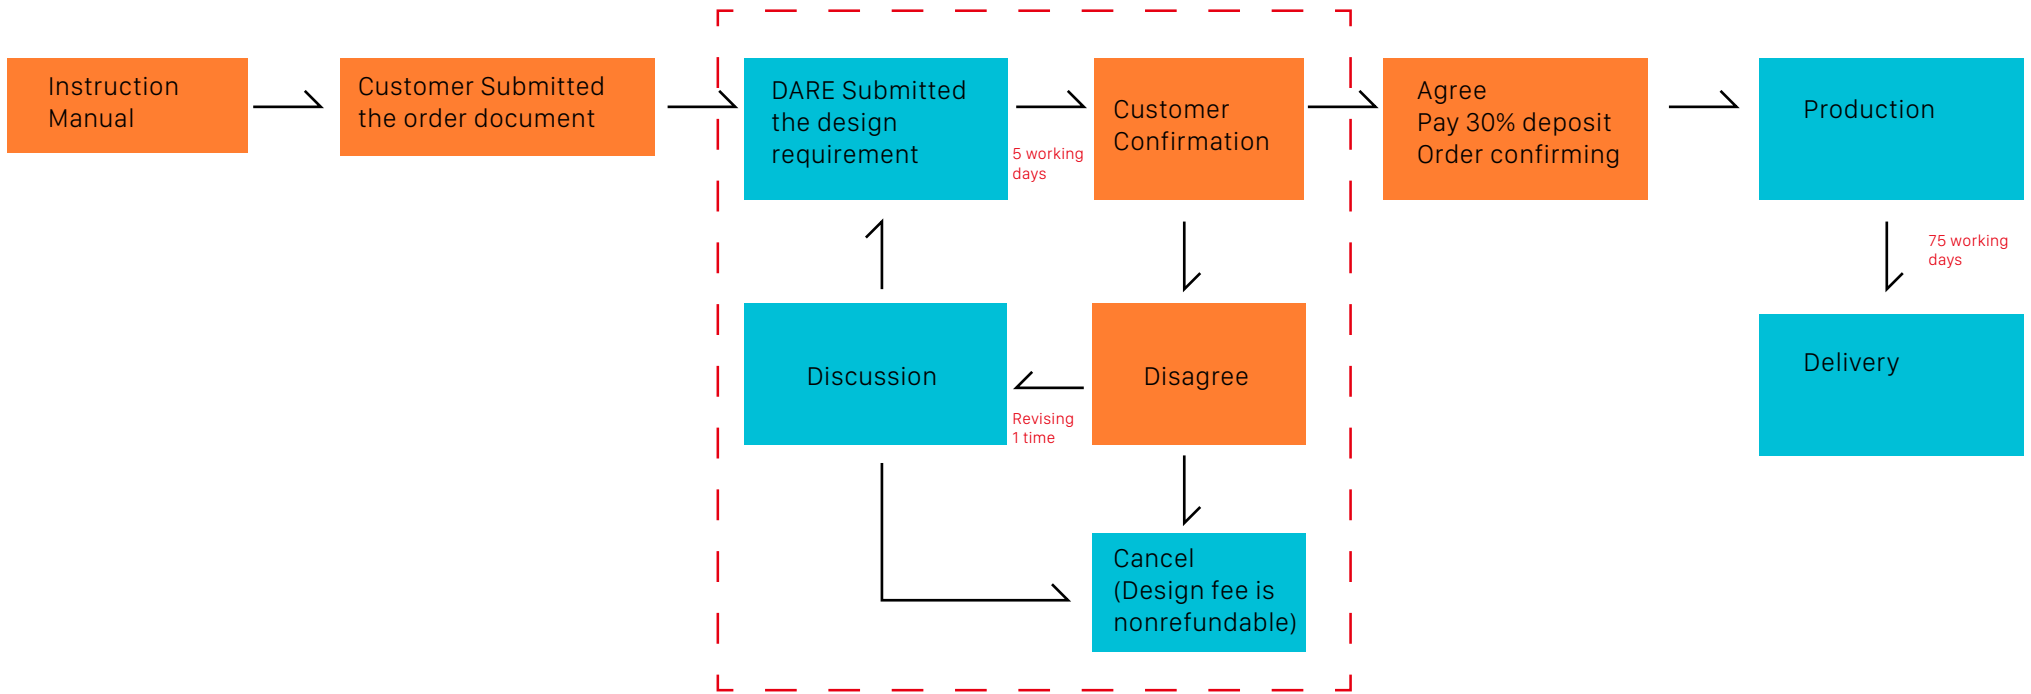 Instruction
Manual
Customer Submitted
the order document
DARE Submitted
the design
requirement
5 working
days
Customer
Confirmation
Agree
Pay 30% deposit
Order confirming
Production
75 working
days
Discussion
Revising
1 time
Disagree
Delivery
Cancel
(Design fee is
nonrefundable)